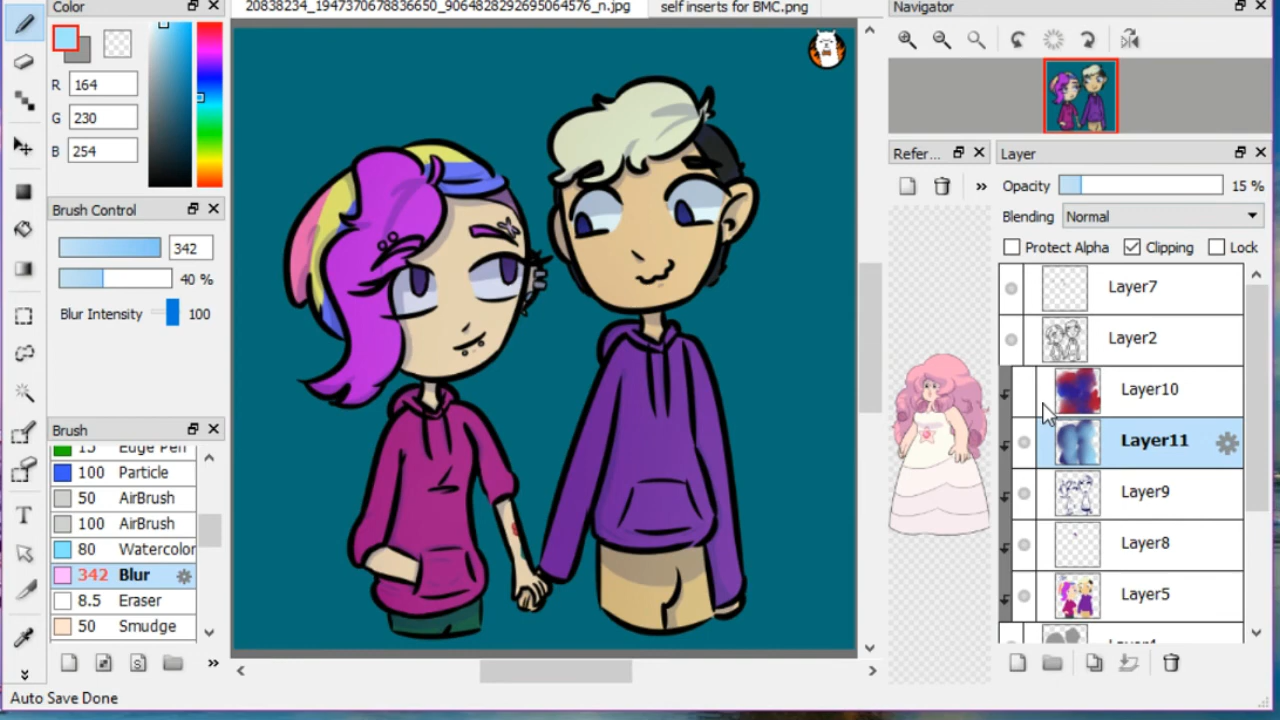 Color
20838234_1947370678836650_9064828292695064576_n.jpg
self inserts for BMC.png
Navigator
R 164
G 230
B 254
Brush Control
342
40 %
Blur Intensity 100
Refer...
Layer
Opacity 15 %
Blending Normal
Protect Alpha Clipping Lock
Layer7
Layer2
Layer10
Layer11
Layer9
Layer8
Layer5
Brush
15 Edge Pen
100 Particle
50 AirBrush
100 AirBrush
80 Watercolor
342 Blur
8.5 Eraser
50 Smudge
T
S
Auto Save Done